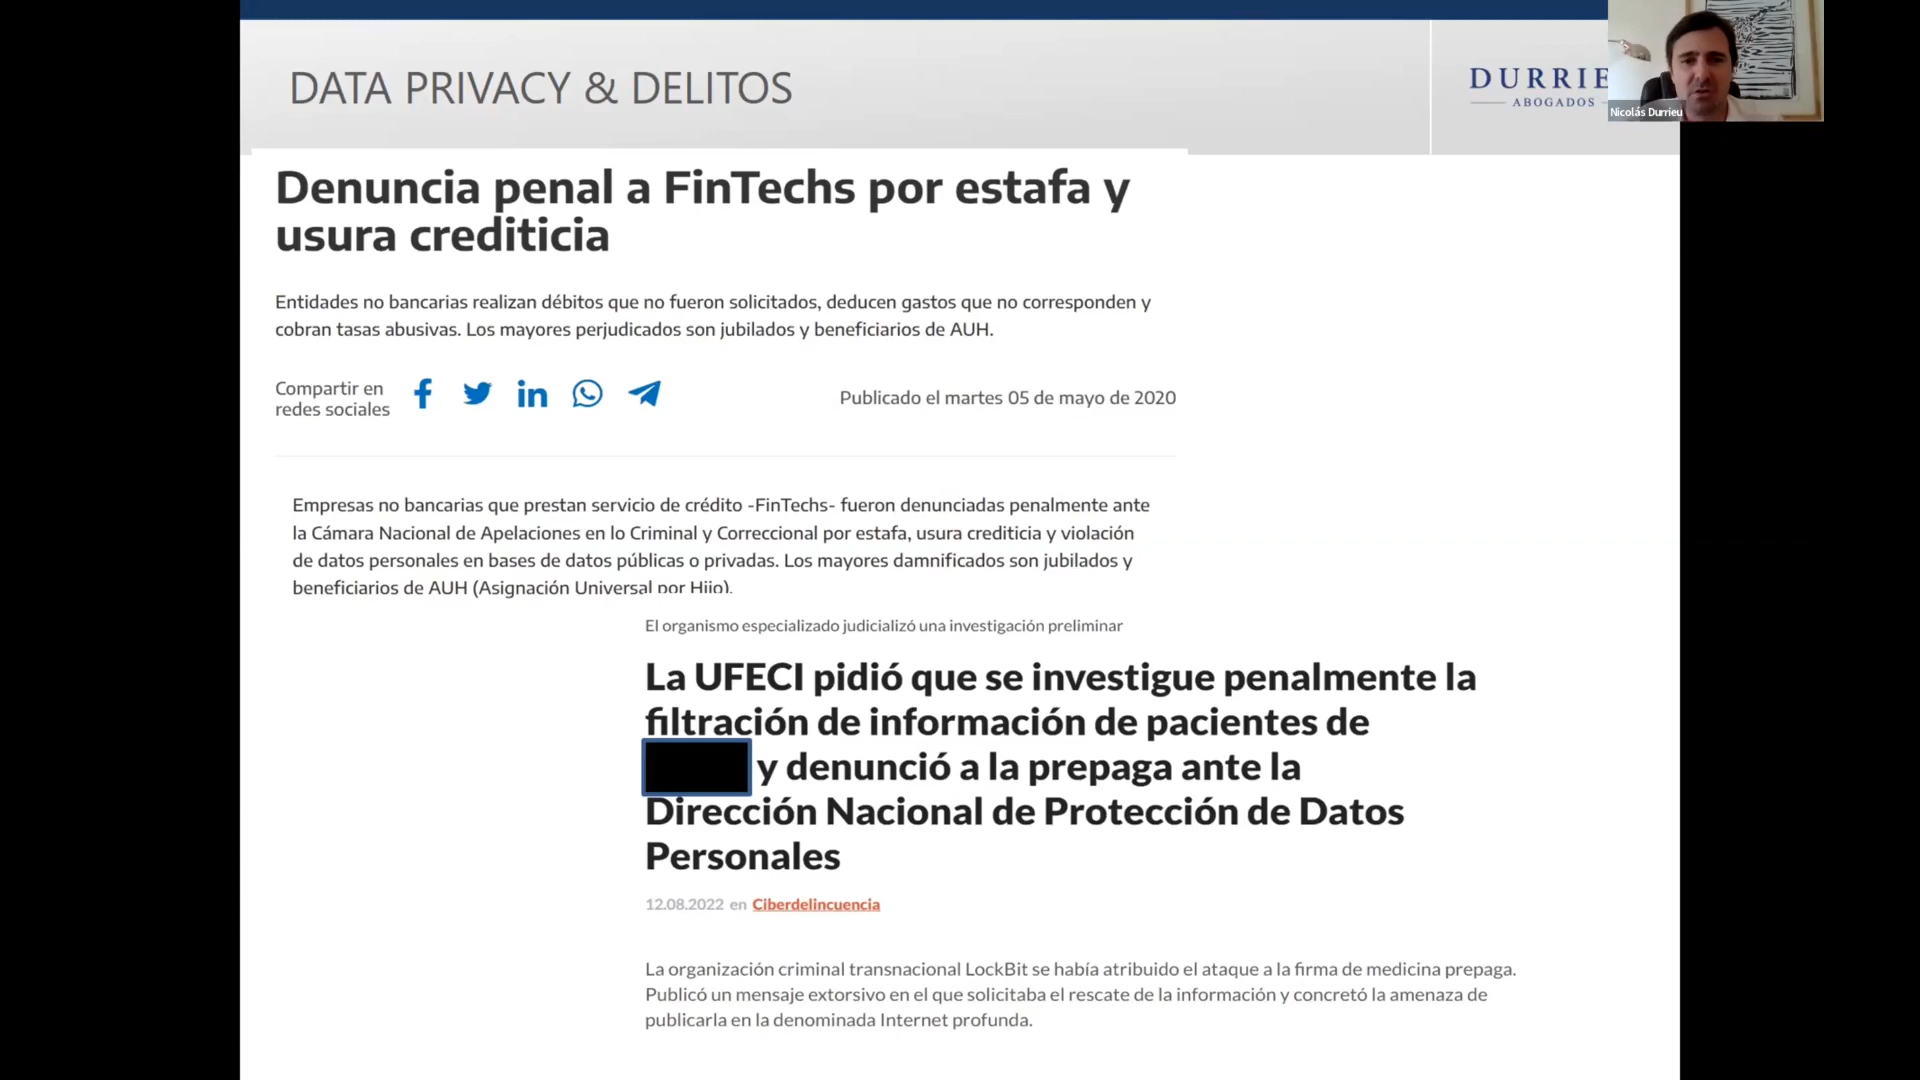 DATA PRIVACY & DELITOS
DURRIE
ABOGADOS
Nicolás Durrieu
Denuncia penal a FinTechs por estafa y
usura crediticia
Entidades no bancarias realizan débitos que no fueron solicitados, deducen gastos que no corresponden y
cobran tasas abusivas. Los mayores perjudicados son jubilados y beneficiarios de AUH.
Compartir en
redes sociales
Publicado el martes 05 de mayo de 2020
Empresas no bancarias que prestan servicio de crédito -FinTechs- fueron denunciadas penalmente ante
la Cámara Nacional de Apelaciones en lo Criminal y Correccional por estafa, usura crediticia y violación
de datos personales en bases de datos públicas o privadas. Los mayores damnificados son jubilados y
beneficiarios de AUH (Asignación Universal por Hijo).
El organismo especializado judicializó una investigación preliminar
La UFECI pidió que se investigue penalmente la
filtración de información de pacientes de
y denunció a la prepaga ante la
Dirección Nacional de Protección de Datos
Personales
12.08.2022 en Ciberdelincuencia
La organización criminal transnacional LockBit se había atribuido el ataque a la firma de medicina prepaga.
Publicó un mensaje extorsivo en el que solicitaba el rescate de la información y concretó la amenaza de
publicarla en la denominada Internet profunda.